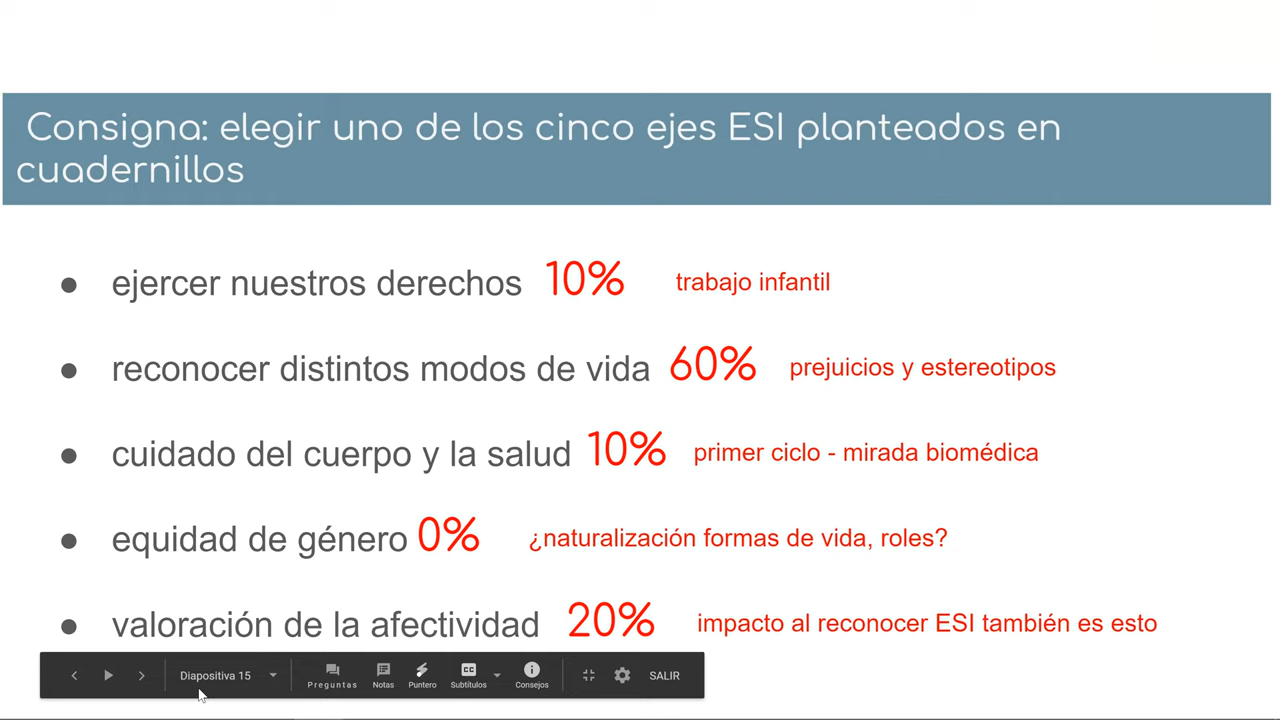 Consigna: elegir uno de los cinco ejes ESI planteados en
cuadernillos
● ejercer nuestros derechos 10% trabajo infantil
● reconocer distintos modos de vida 60% prejuicios y estereotipos
● cuidado del cuerpo y la salud 10% primer ciclo - mirada biomédica
● equidad de género 0% ¿naturalización formas de vida, roles?
● valoración de la afectividad 20% impacto al reconocer ESI también es esto
Diapositiva 15 Preguntas Notas Puntero CC Subtítulos Consejos SALIR